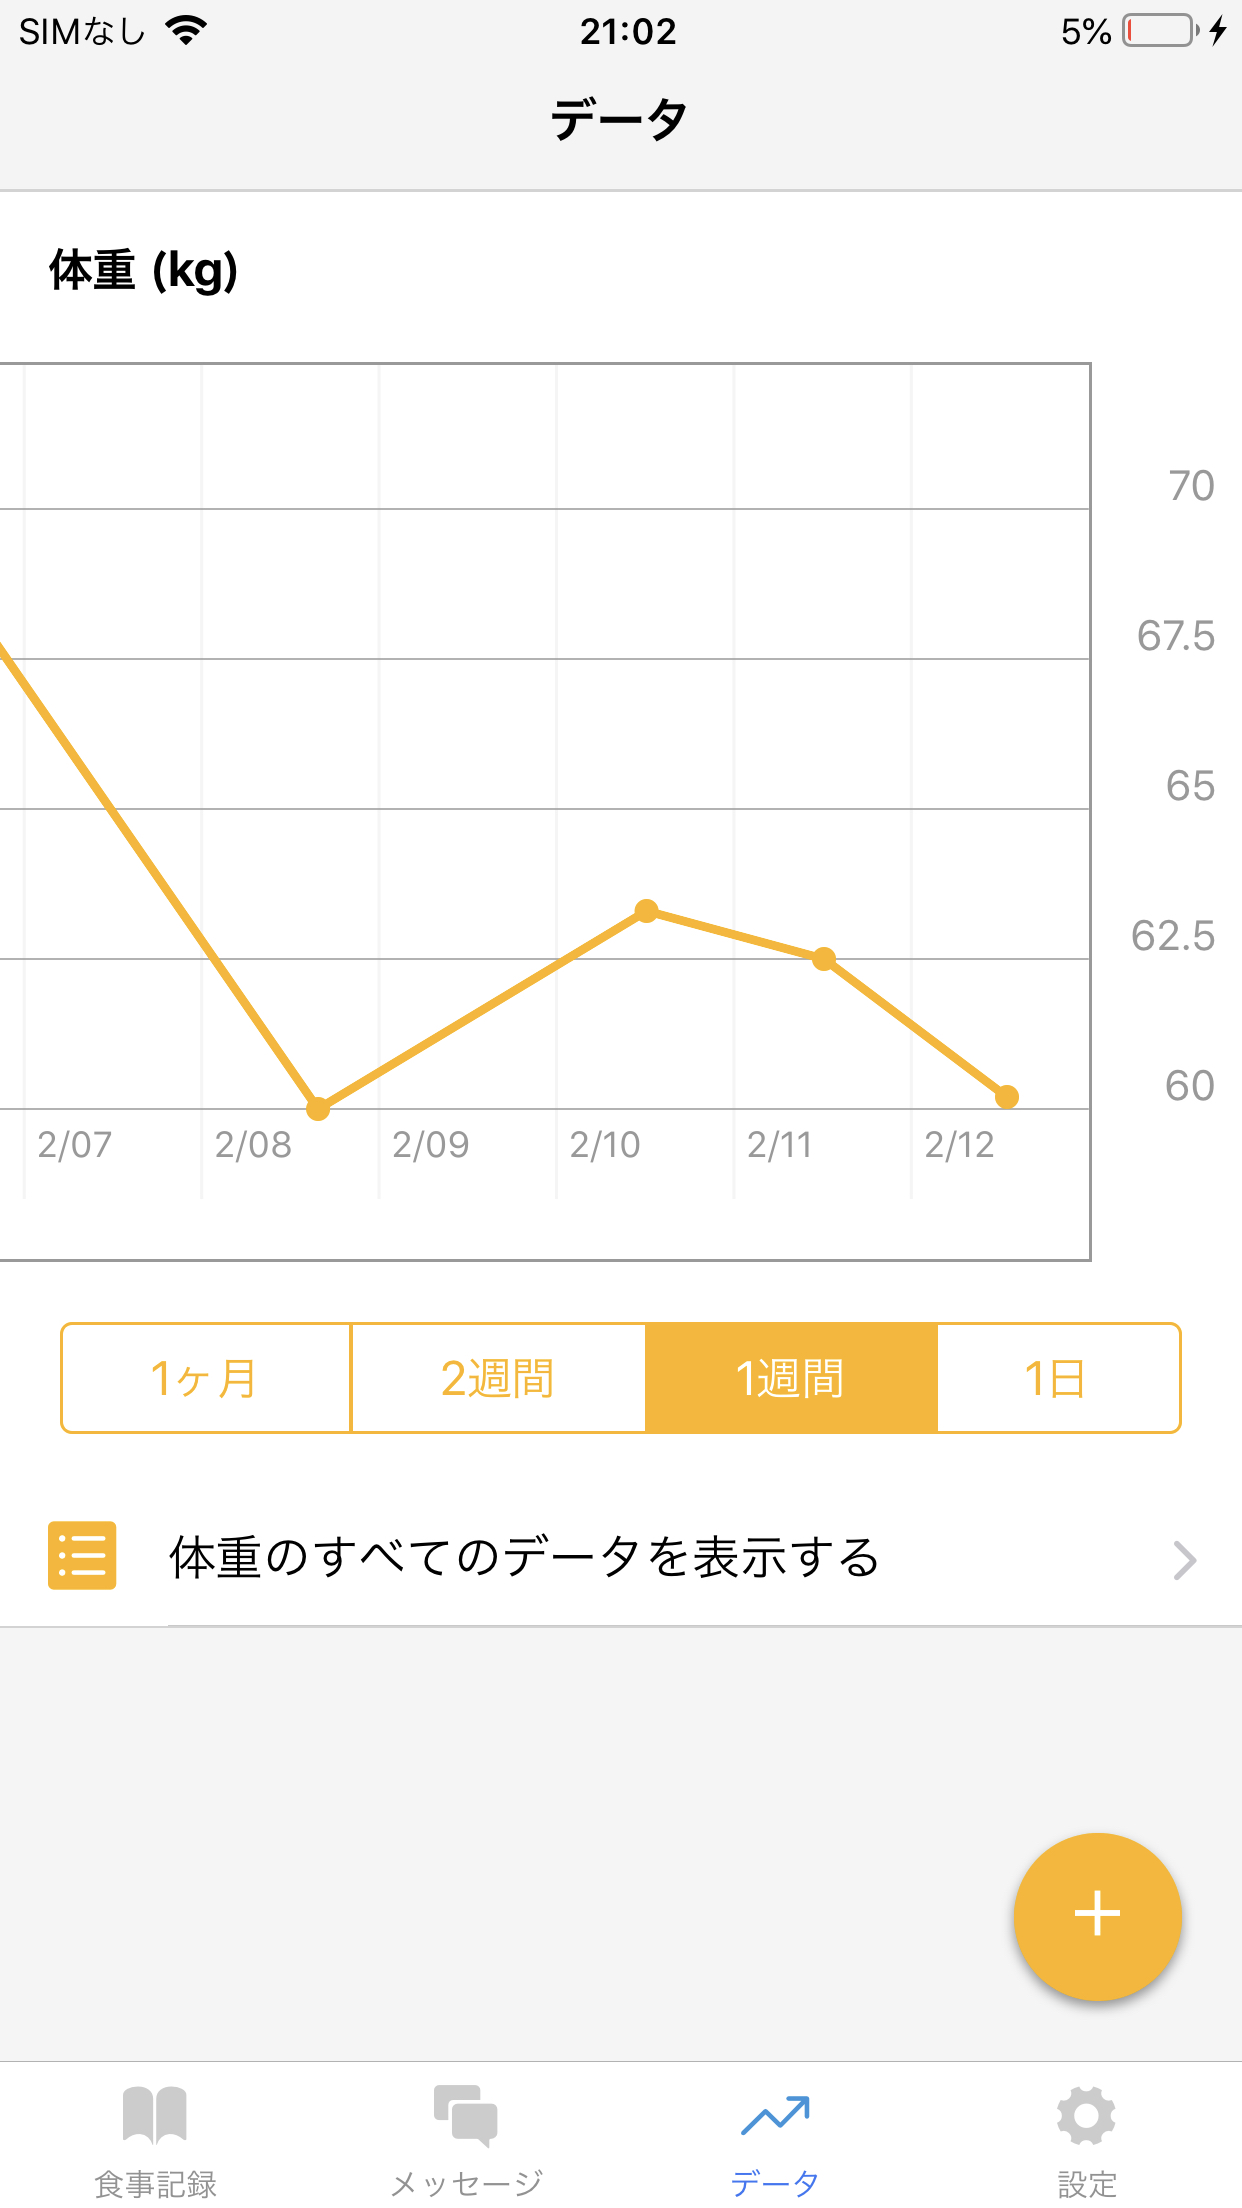 SIMなし 21:02 5%
データ
体重 (kg)
70
67.5
65
62.5
60
2/07 2/08 2/09 2/10 2/11 2/12
1ヶ月 2週間 1週間 1日
体重のすべてのデータを表示する
+
食事記録 メッセージ データ 設定